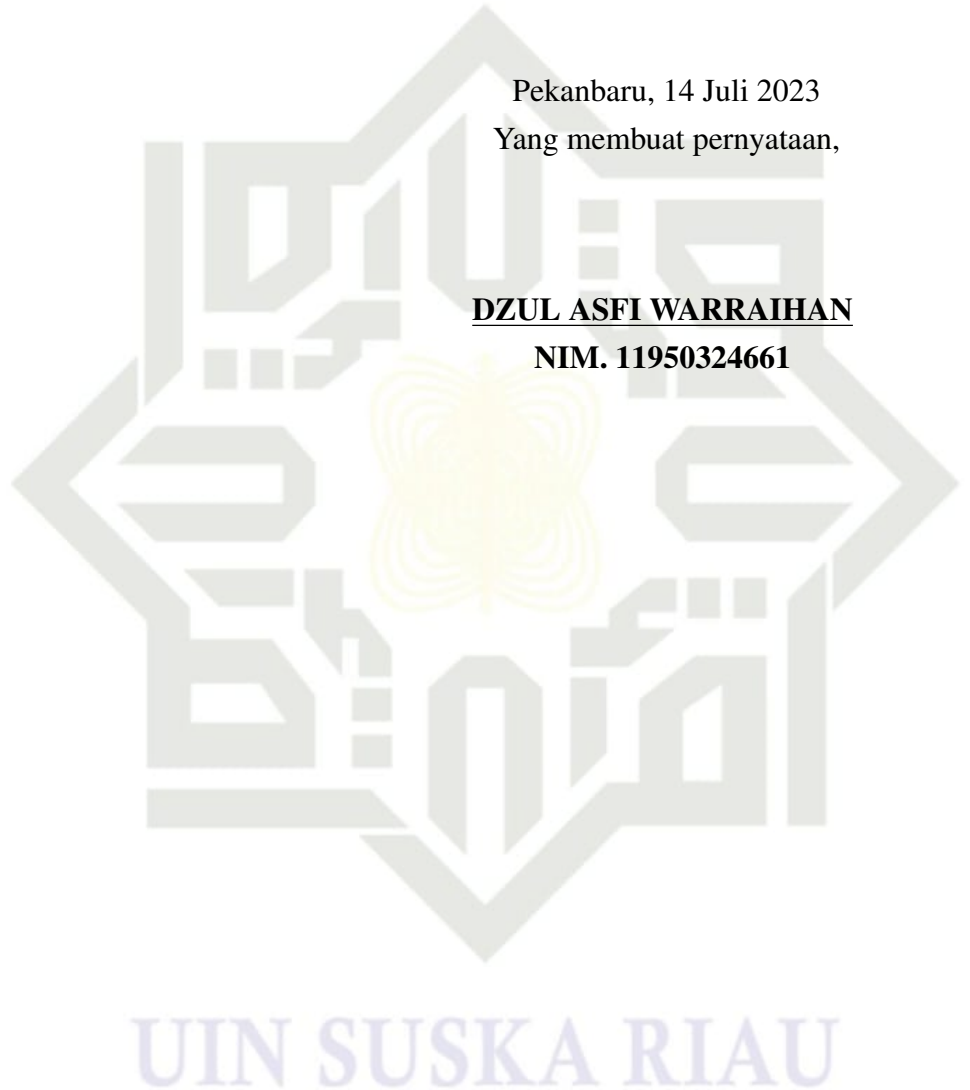 Pekanbaru, 14 Juli 2023
Yang membuat pernyataan,
DZUL ASFI WARRAIHAN
NIM. 11950324661
UIN SUSKA RIAU